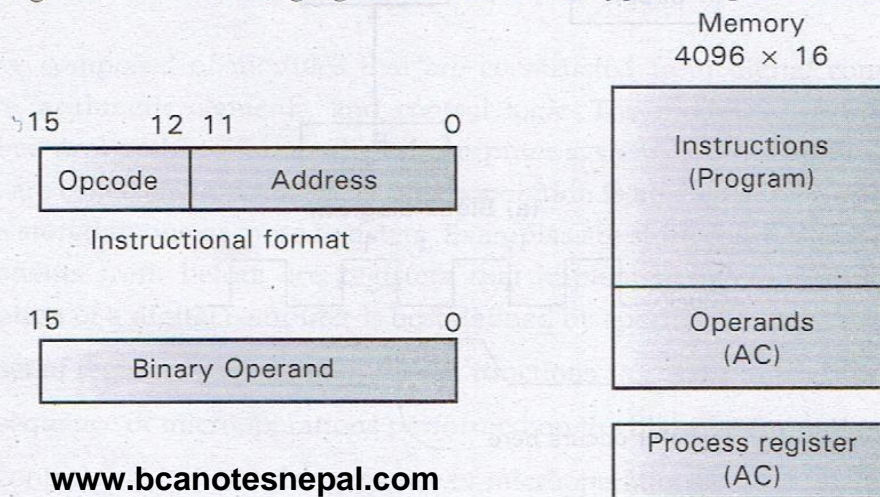 15 12 11 0
Opcode Address
Instructional format
15 0
Binary Operand
Memory
4096 × 16
Instructions
(Program)
Operands
(AC)
Process register
(AC)
www.bcanotesnepal.com